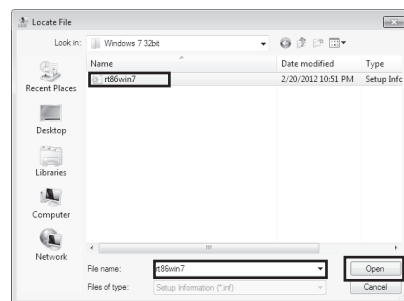 Locate File
Look in: Windows 7 32bit
Name Date modified Type
rt86win7 2/20/2012 10:51 PM Setup Infc
Recent Places
Desktop
Libraries
Computer
Network
File name: rt86win7 Open
Files of type: Setup Information (*.inf) Cancel